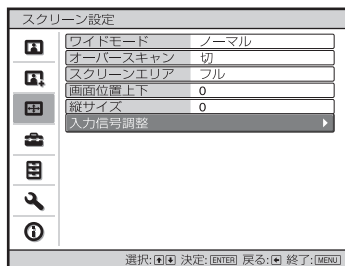 スクリーン設定
ワイドモード ノーマル
オーバースキャン 切
スクリーンエリア フル
画面位置上下 0
縦サイズ 0
入力信号調整
選択: 決定: ENTER 戻る: 終了: MENU